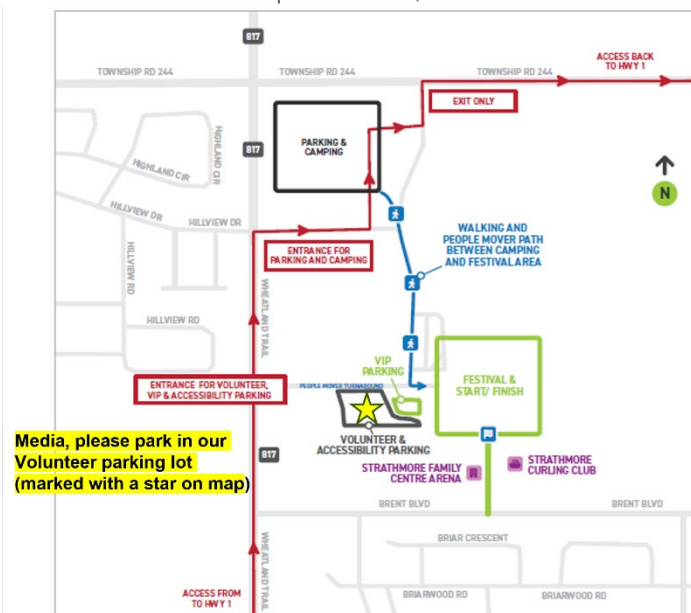 817
ACCESS BACK
TO HWY 1
TOWNSHIP RD 244
TOWNSHIP RD 244
TOWNSHIP RD 244
EXIT ONLY
PARKING &
CAMPING
817
HIGHLAND CIR
HIGHLAND CIR
N
HILLVIEW DR
HILLVIEW DR
WALKING AND
PEOPLE MOVER PATH
BETWEEN CAMPING
AND FESTIVAL AREA
ENTRANCE FOR
PARKING AND CAMPING
HILLVIEW RD
WHEATLAND TRAIL
HILLVIEW RD
VIP
PARKING
FESTIVAL &
START/ FINISH
ENTRANCE FOR VOLUNTEER,
VIP & ACCESSIBILITY PARKING
PEOPLE MOVER TURNAROUND
Media, please park in our
Volunteer parking lot
(marked with a star on map)
VOLUNTEER &
ACCESSIBILITY PARKING
817
STRATHMORE FAMILY
CENTRE ARENA
STRATHMORE
CURLING CLUB
BRENT BLVD
BRENT BLVD
BRIAR CRESCENT
WHEATLAND TRAIL
ACCESS FROM
TO HWY 1
BRIARWOOD RD
BRIARWOOD RD